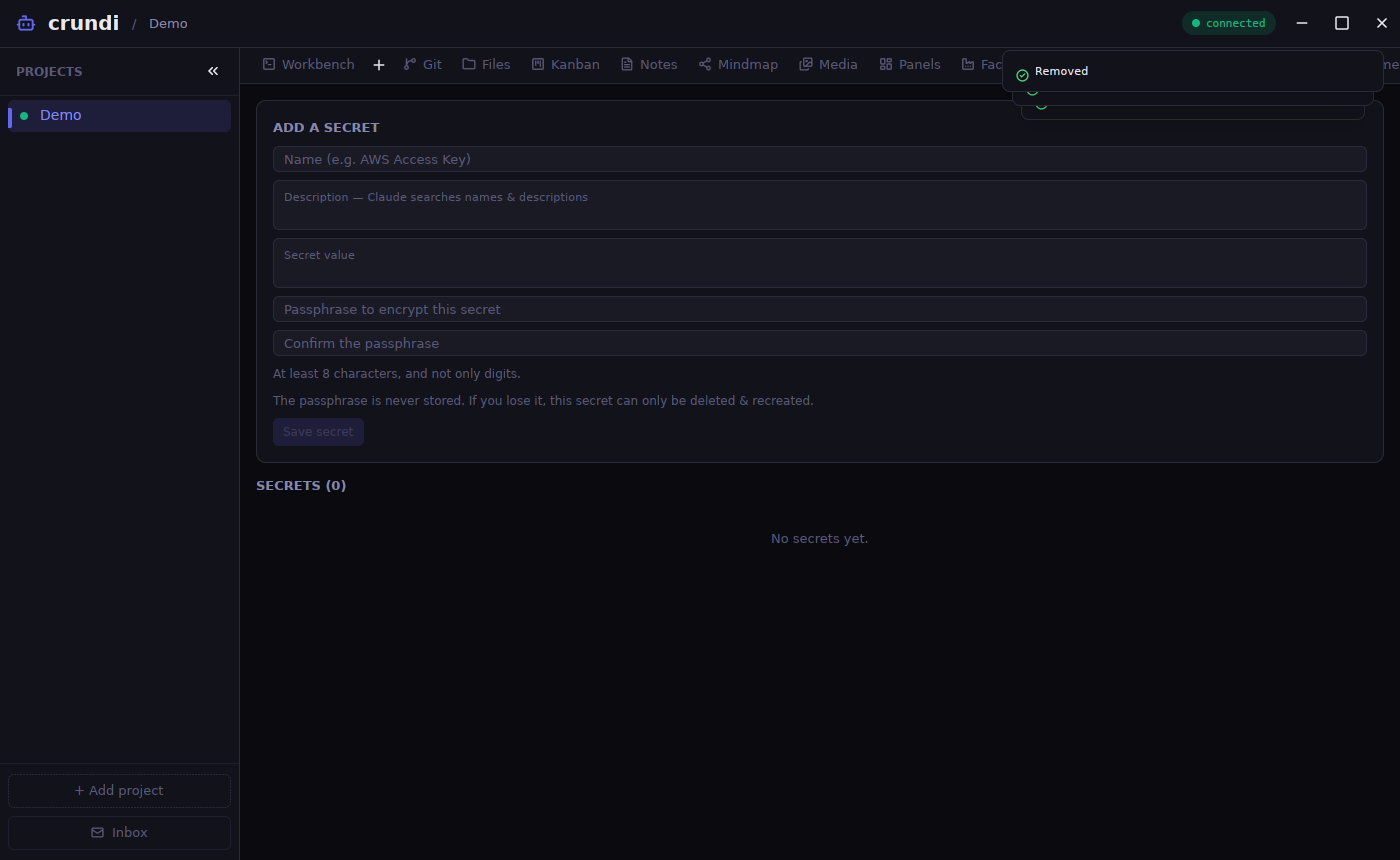 crundi / Demo
connected
PROJECTS
Workbench
Git
Files
Kanban
Notes
Mindmap
Media
Panels
Removed
Demo
ADD A SECRET
Name (e.g. AWS Access Key)
Description — Claude searches names & descriptions
Secret value
Passphrase to encrypt this secret
Confirm the passphrase
At least 8 characters, and not only digits.
The passphrase is never stored. If you lose it, this secret can only be deleted & recreated.
Save secret
SECRETS (0)
No secrets yet.
+ Add project
Inbox